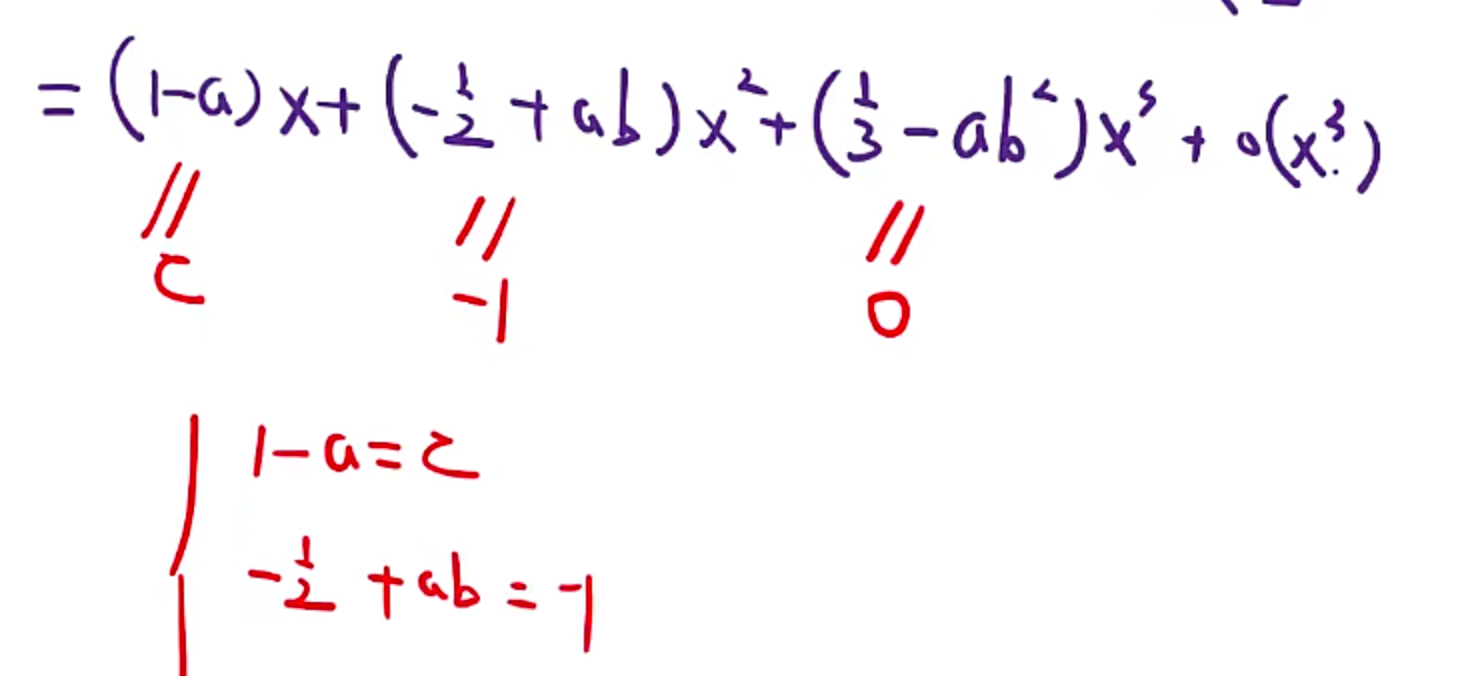 = (1-a)x + (-1/2 + ab)x² + (1/3 - ab²)x³ + o(x³)
|| || ||
c -1 0
1-a=c
-1/2 + ab = -1